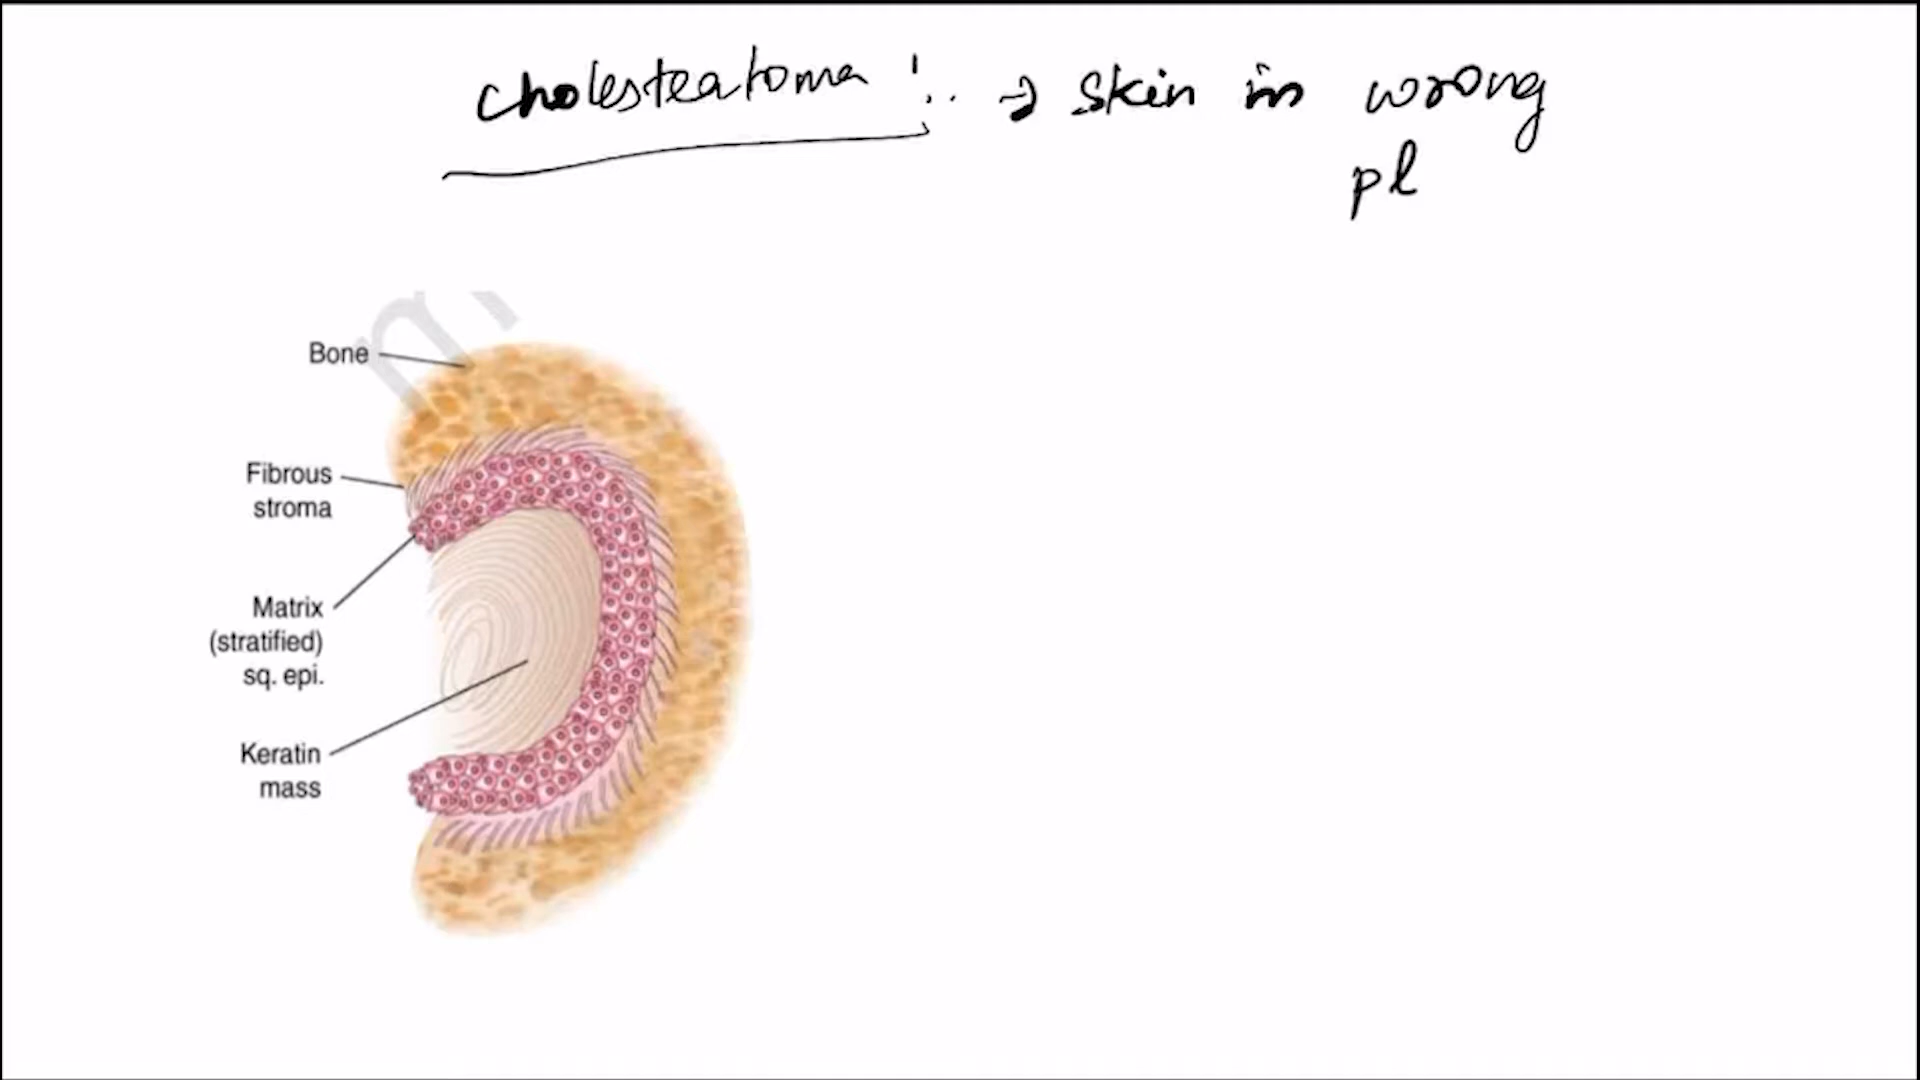 cholesteatoma : → skin in wrong
pl
Bone
Fibrous
stroma
Matrix
(stratified)
sq. epi.
Keratin
mass